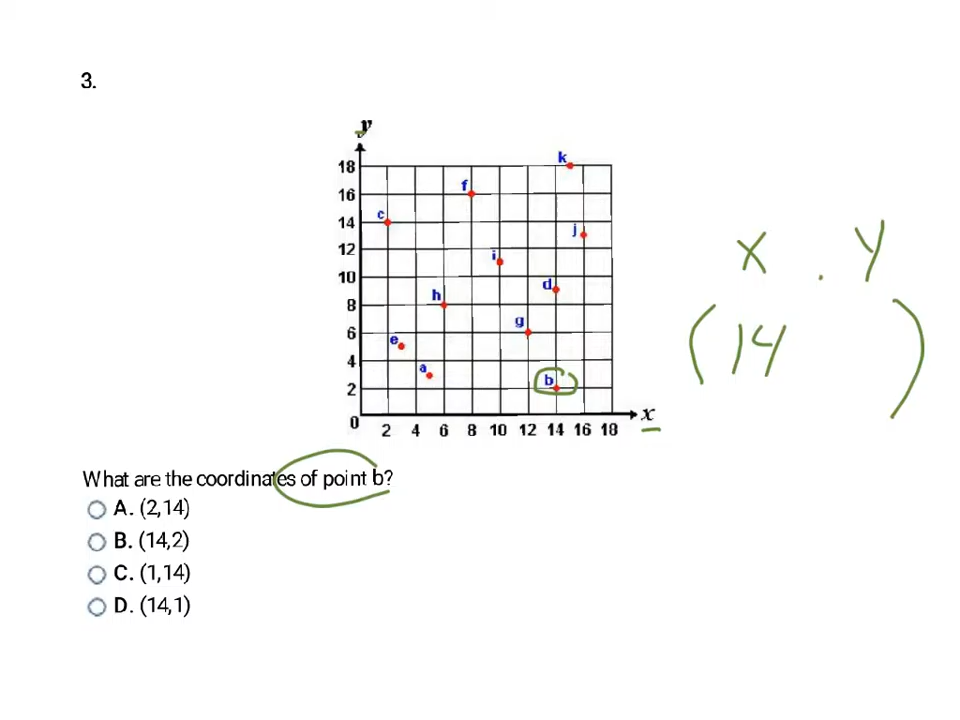 3.
y
18
16
14
12
10
8
6
4
2
0
2 4 6 8 10 12 14 16 18
x
k
f
c
j
i
d
h
g
e
a
b
x . y
(14 )
What are the coordinates of point b?
A. (2,14)
B. (14,2)
C. (1,14)
D. (14,1)